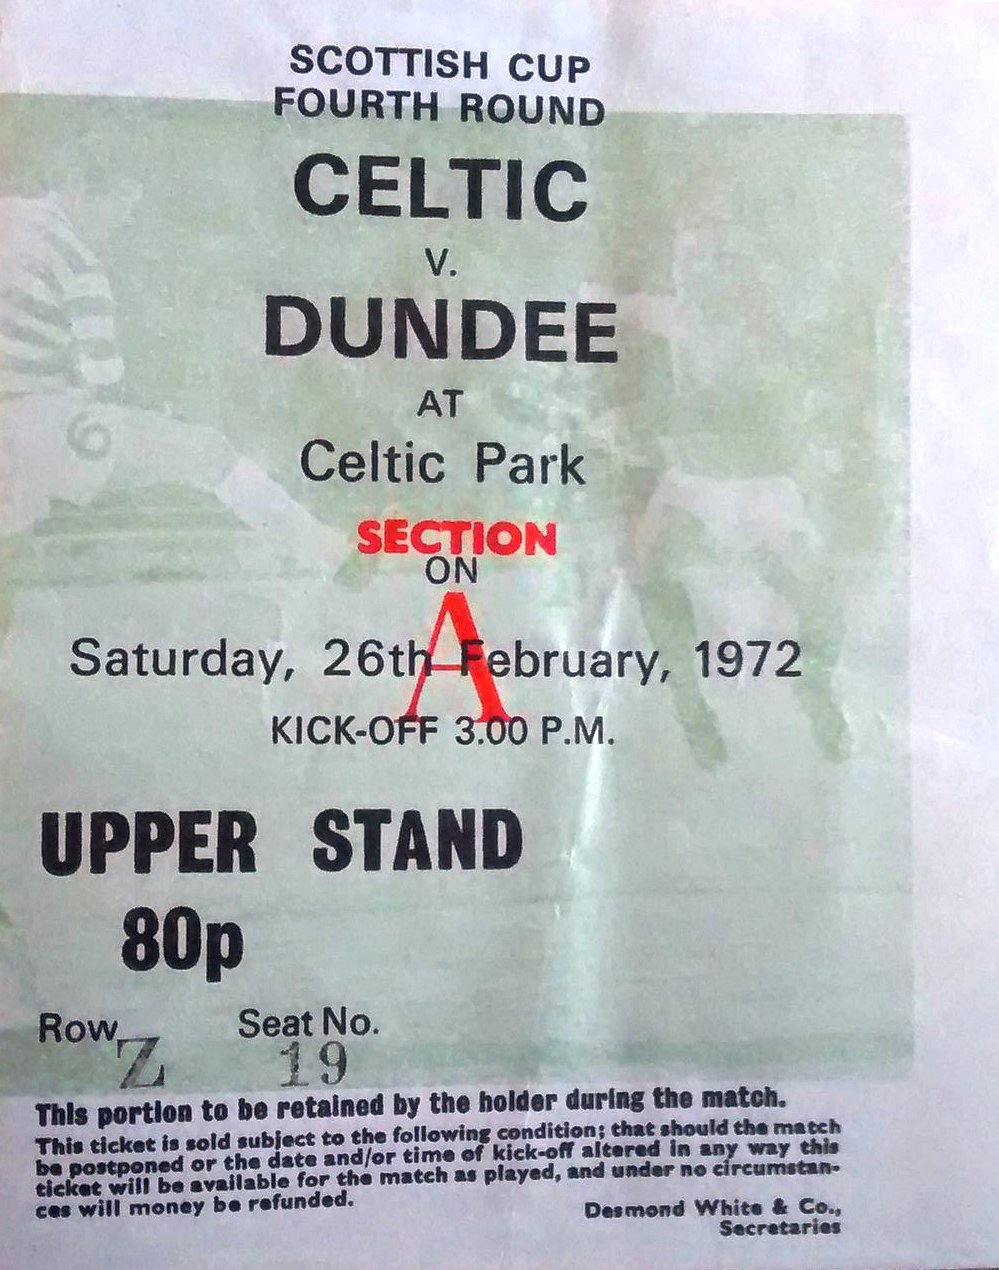 SCOTTISH CUP
FOURTH ROUND
CELTIC
V.
DUNDEE
AT
Celtic Park
SECTION
ON
A
Saturday, 26th February, 1972
KICK-OFF 3.00 P.M.
UPPER STAND
80p
Row Seat No.
Z 19
This portion to be retained by the holder during the match.
This ticket is sold subject to the following condition; that should the match
be postponed or the date and/or time of kick-off altered in any way this
ticket will be available for the match as played, and under no circumstan-
ces will money be refunded.
Desmond White & Co.,
Secretaries